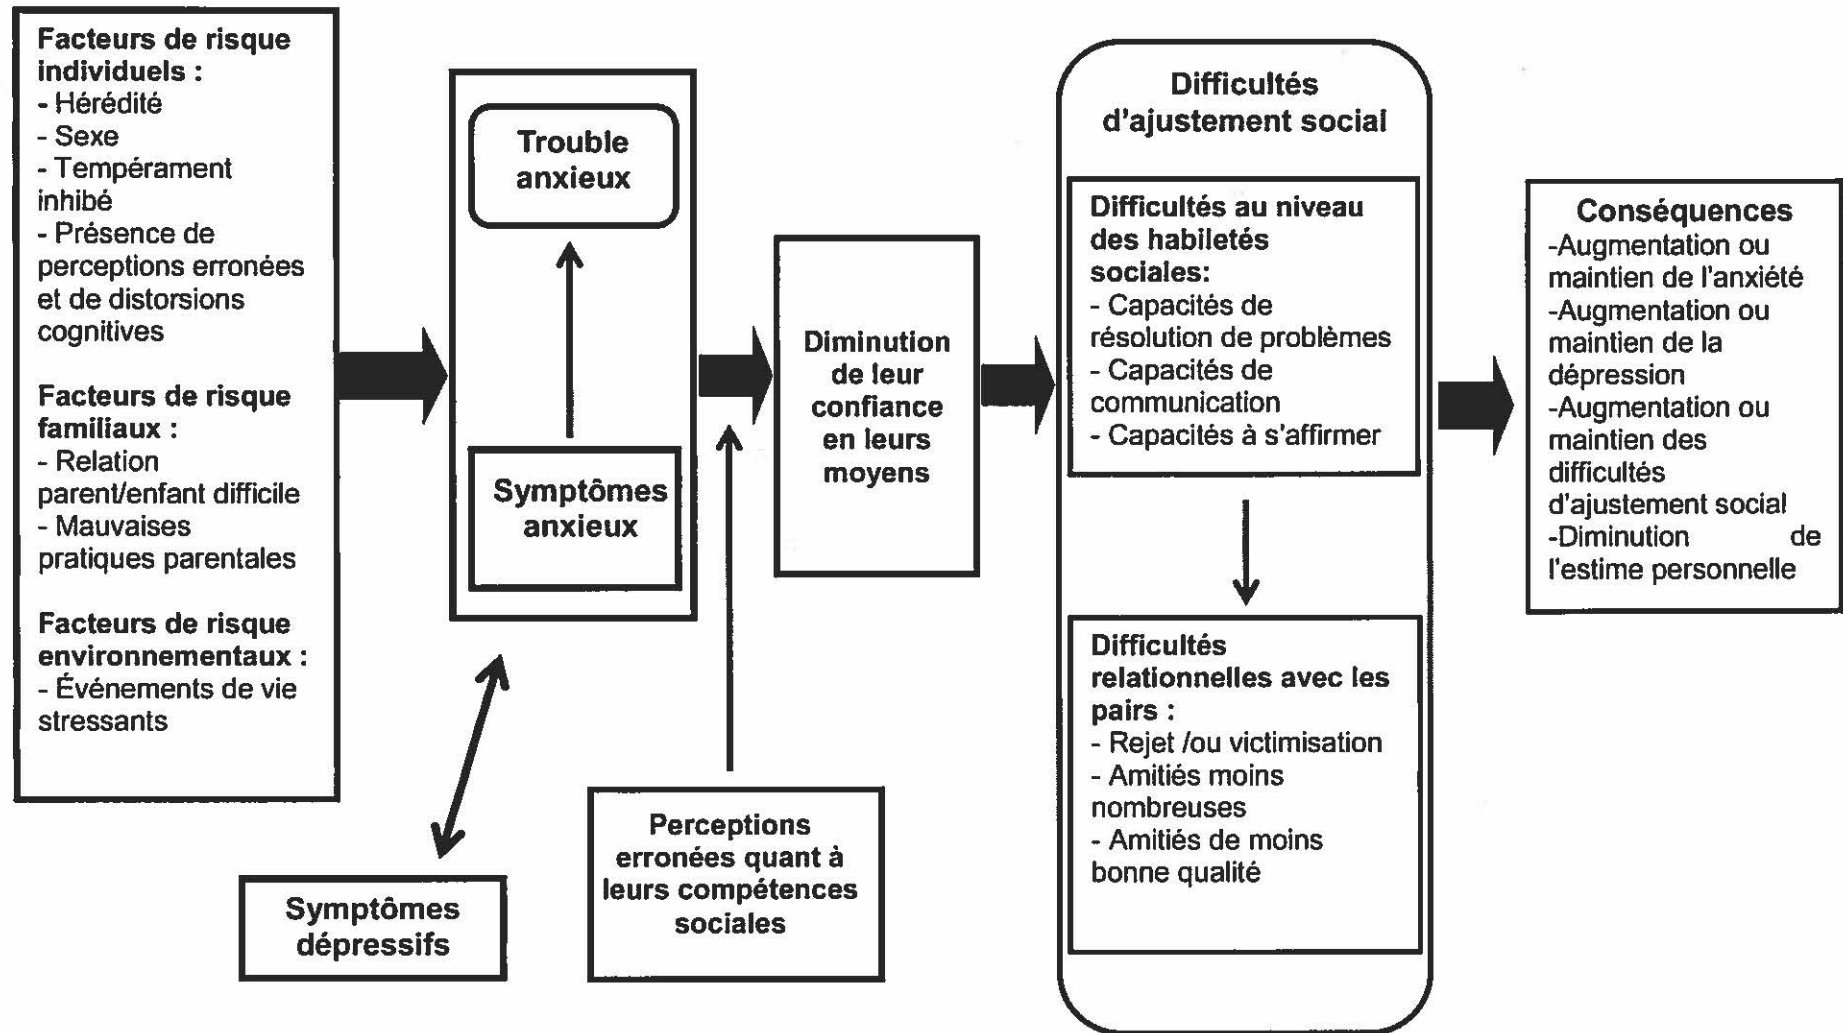 Facteurs de risque
individuels :
- Hérédité
- Sexe
- Tempérament
inhibé
- Présence de
perceptions erronées
et de distorsions
cognitives
Facteurs de risque
familiaux :
- Relation
parent/enfant difficile
- Mauvaises
pratiques parentales
Facteurs de risque
environnementaux :
- Événements de vie
stressants
Trouble
anxieux
Symptômes
anxieux
Symptômes
dépressifs
Perceptions
erronées quant à
leurs compétences
sociales
Diminution
de leur
confiance
en leurs
moyens
Difficultés
d'ajustement social
Difficultés au niveau
des habiletés
sociales:
- Capacités de
résolution de problèmes
- Capacités de
communication
- Capacités à s'affirmer
Difficultés
relationnelles avec les
pairs :
- Rejet /ou victimisation
- Amitiés moins
nombreuses
- Amitiés de moins
bonne qualité
Conséquences
-Augmentation ou
maintien de l'anxiété
-Augmentation ou
maintien de la
dépression
-Augmentation ou
maintien des
difficultés
d'ajustement social
-Diminution de
l'estime personnelle